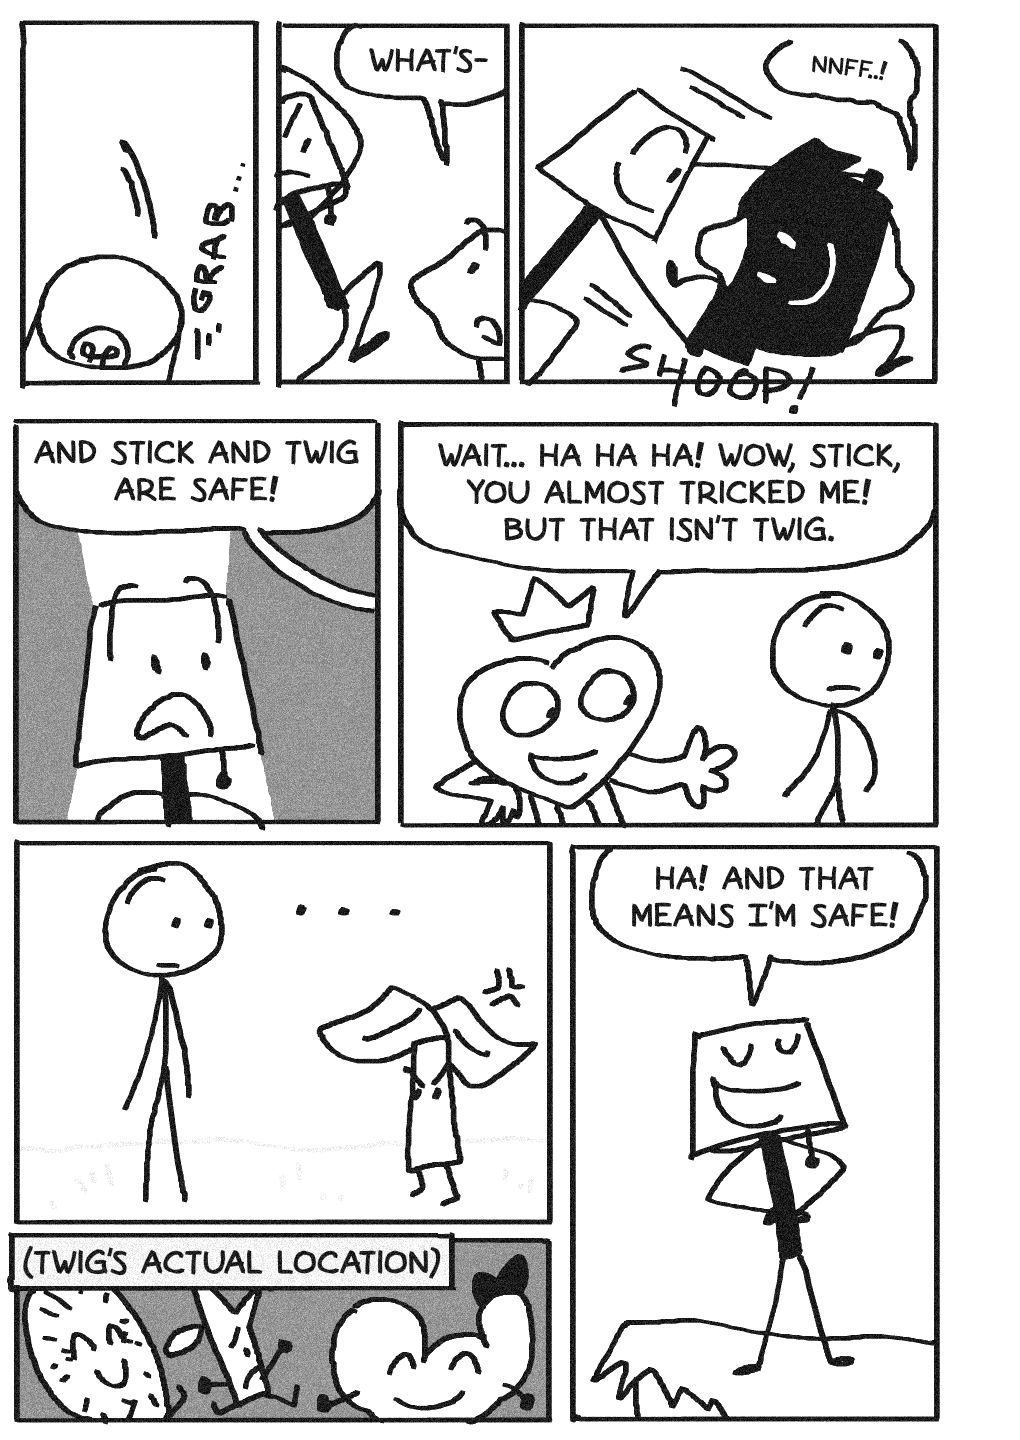 GRAB...
WHAT'S-
NNFF..!
SHOOP!
AND STICK AND TWIG
ARE SAFE!
WAIT... HA HA HA! WOW, STICK,
YOU ALMOST TRICKED ME!
BUT THAT ISN'T TWIG.
. . .
HA! AND THAT
MEANS I'M SAFE!
(TWIG'S ACTUAL LOCATION)